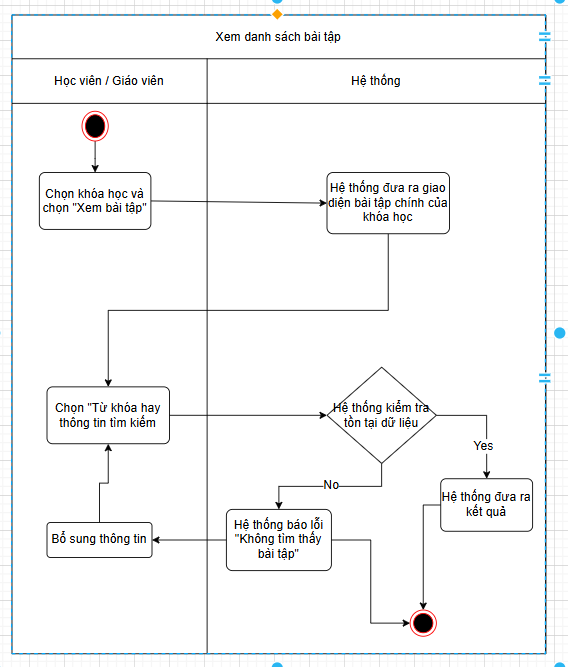 Xem danh sách bài tập
Học viên / Giáo viên
Hệ thống
Chọn khóa học và
chọn "Xem bài tập"
Hệ thống đưa ra giao
diện bài tập chính của
khóa học
Chọn "Từ khóa hay
thông tin tìm kiếm
Hệ thống kiểm tra
tồn tại dữ liệu
Yes
No
Hệ thống đưa ra
kết quả
Hệ thống báo lỗi
"Không tìm thấy
bài tập"
Bổ sung thông tin